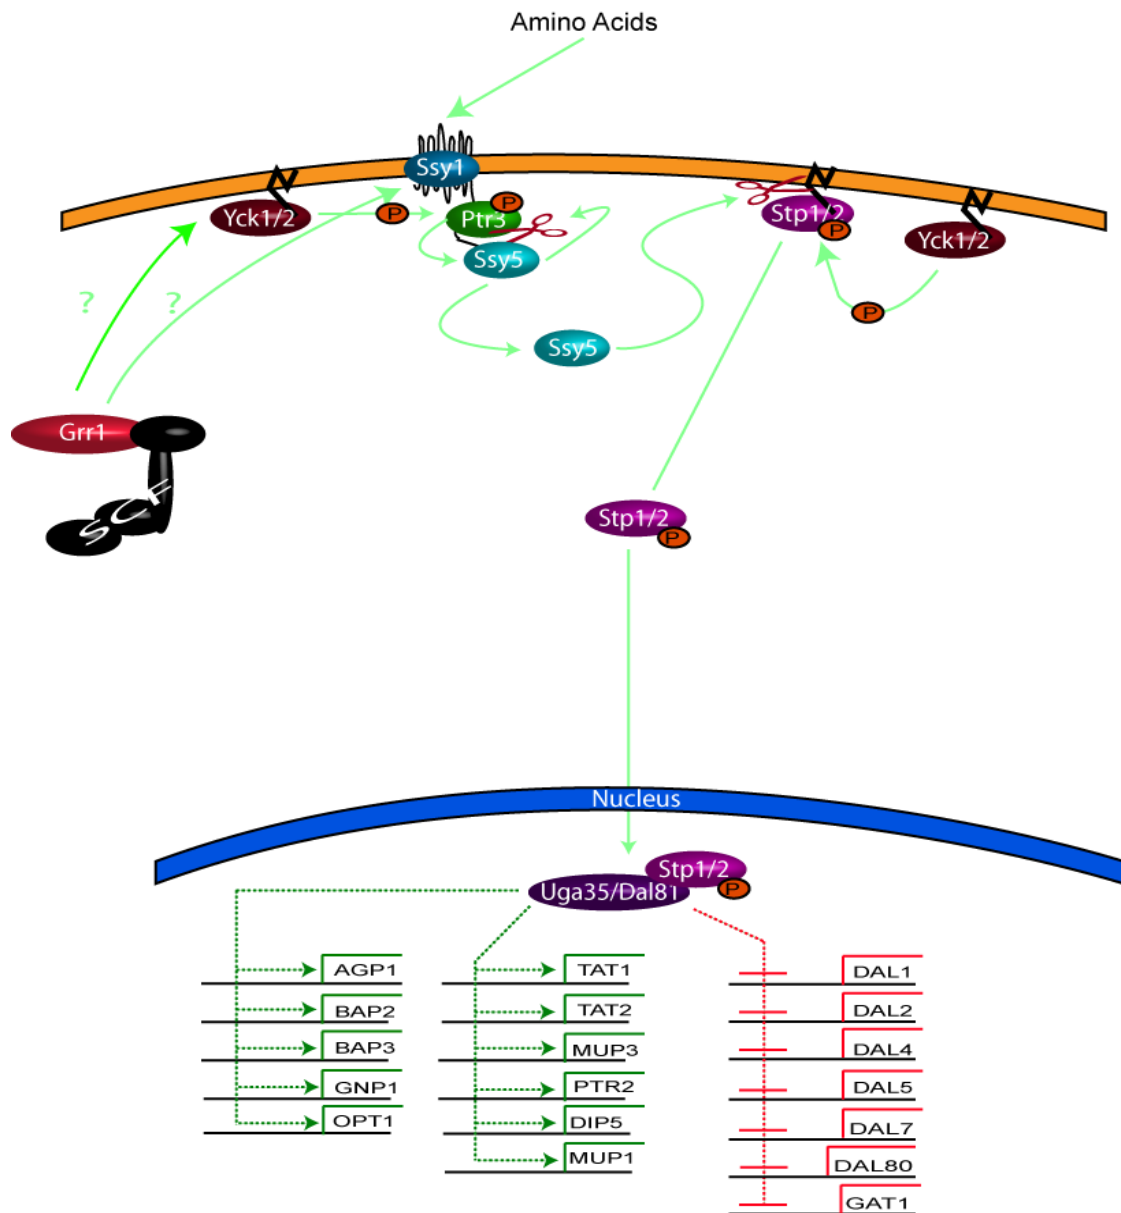 Amino Acids
Ssy1
Yck1/2
P
Ptr3
P
Stp1/2
P
Yck1/2
Ssy5
?
?
P
Ssy5
Grr1
SCF
Stp1/2
P
Nucleus
Stp1/2
P
Uga35/Dal81
AGP1
BAP2
BAP3
GNP1
OPT1
TAT1
TAT2
MUP3
PTR2
DIP5
MUP1
DAL1
DAL2
DAL4
DAL5
DAL7
DAL80
GAT1